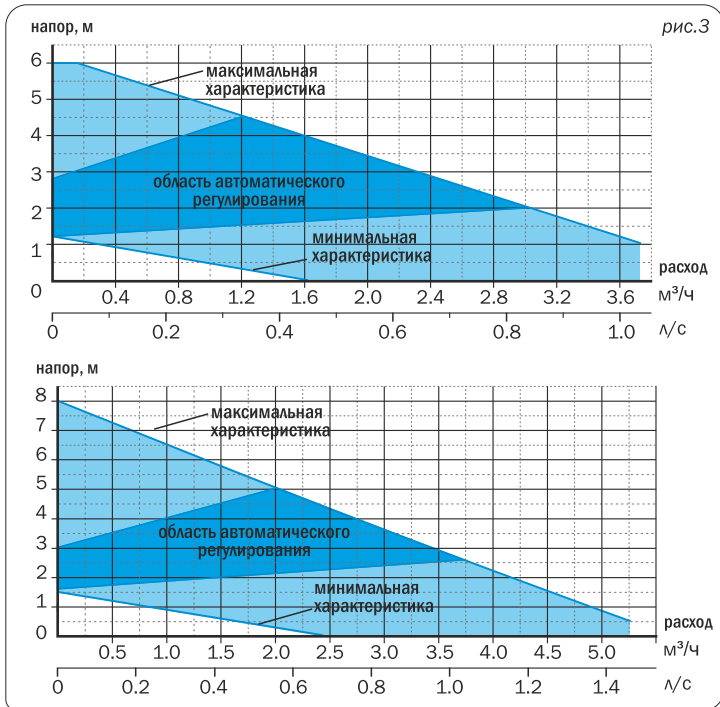 напор, м
рис.3
6
максимальная
характеристика
5
4
3
область автоматического
регулирования
2
минимальная
характеристика
1
расход
0
0.4 0.8 1.2 1.6 2.0 2.4 2.8 3.2 3.6 м³/ч
0 0.2 0.4 0.6 0.8 1.0 л/с
напор, м
8
максимальная
характеристика
7
6
5
4
область автоматического
регулирования
3
2
минимальная
характеристика
1
расход
0
0.5 1.0 1.5 2.0 2.5 3.0 3.5 4.0 4.5 5.0 м³/ч
0 0.2 0.4 0.6 0.8 1.0 1.2 1.4 л/с